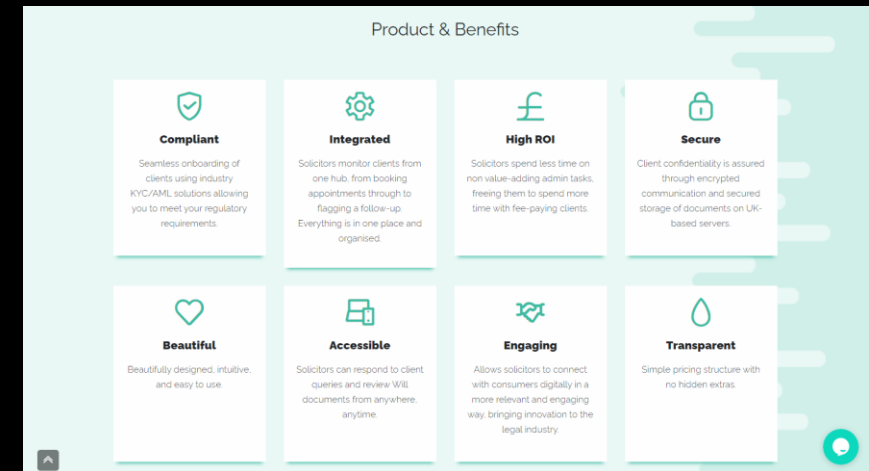 Product & Benefits
Compliant
Seamless onboarding of
clients using industry
KYC/AML solutions allowing
you to meet your regulatory
requirements.
Integrated
Solicitors monitor clients from
one hub, from booking
appointments through to
flagging a follow-up.
Everything is in one place and
organised.
High ROI
Solicitors spend less time on
non value-adding admin tasks,
freeing them to spend more
time with fee-paying clients.
Secure
Client confidentiality is assured
through encrypted
communication and secured
storage of documents on UK-
based servers.
Beautiful
Beautifully designed, intuitive,
and easy to use.
Accessible
Solicitors can respond to client
queries and review Will
documents from anywhere,
anytime.
Engaging
Allows solicitors to connect
with consumers digitally in a
more relevant and engaging
way, bringing innovation to the
legal industry.
Transparent
Simple pricing structure with
no hidden extras.